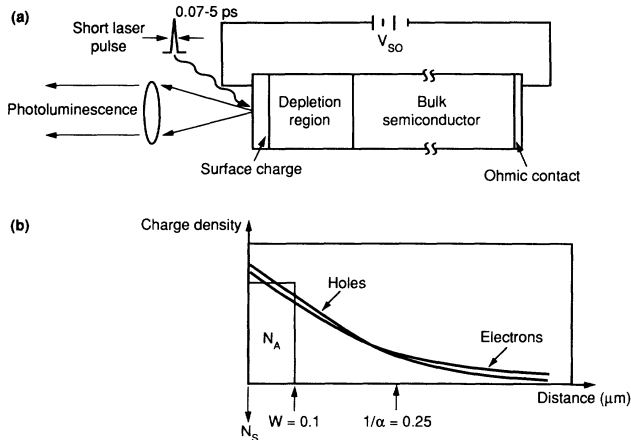 (a)
0.07-5 ps
Short laser
pulse
V_SO
Photoluminescence
Depletion
region
Bulk
semiconductor
Surface charge
Ohmic contact
(b)
Charge density
Holes
N_A
Electrons
Distance (μm)
W = 0.1
1/α = 0.25
N_S